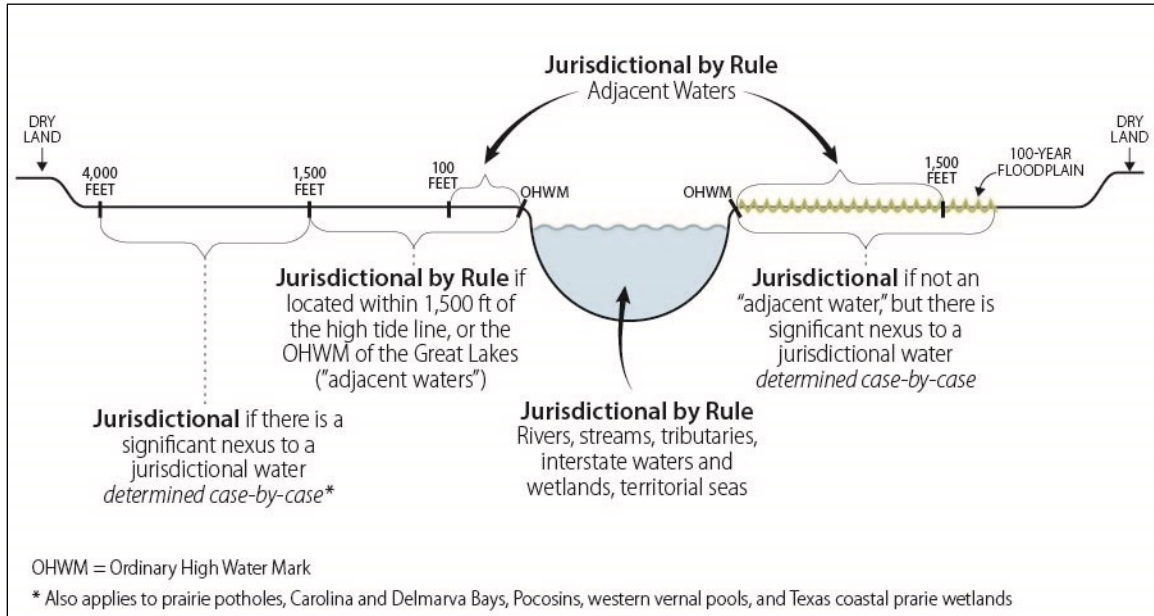 Jurisdictional by Rule
Adjacent Waters
DRY
LAND
4,000
FEET
1,500
FEET
100
FEET
OHWM
OHWM
1,500
FEET
100-YEAR
FLOODPLAIN
DRY
LAND
Jurisdictional by Rule if
located within 1,500 ft of
the high tide line, or the
OHWM of the Great Lakes
("adjacent waters")
Jurisdictional if not an
"adjacent water," but there is
significant nexus to a
jurisdictional water
determined case-by-case
Jurisdictional if there is a
significant nexus to a
jurisdictional water
determined case-by-case*
Jurisdictional by Rule
Rivers, streams, tributaries,
interstate waters and
wetlands, territorial seas
OHWM = Ordinary High Water Mark
* Also applies to prairie potholes, Carolina and Delmarva Bays, Pocosins, western vernal pools, and Texas coastal prarie wetlands